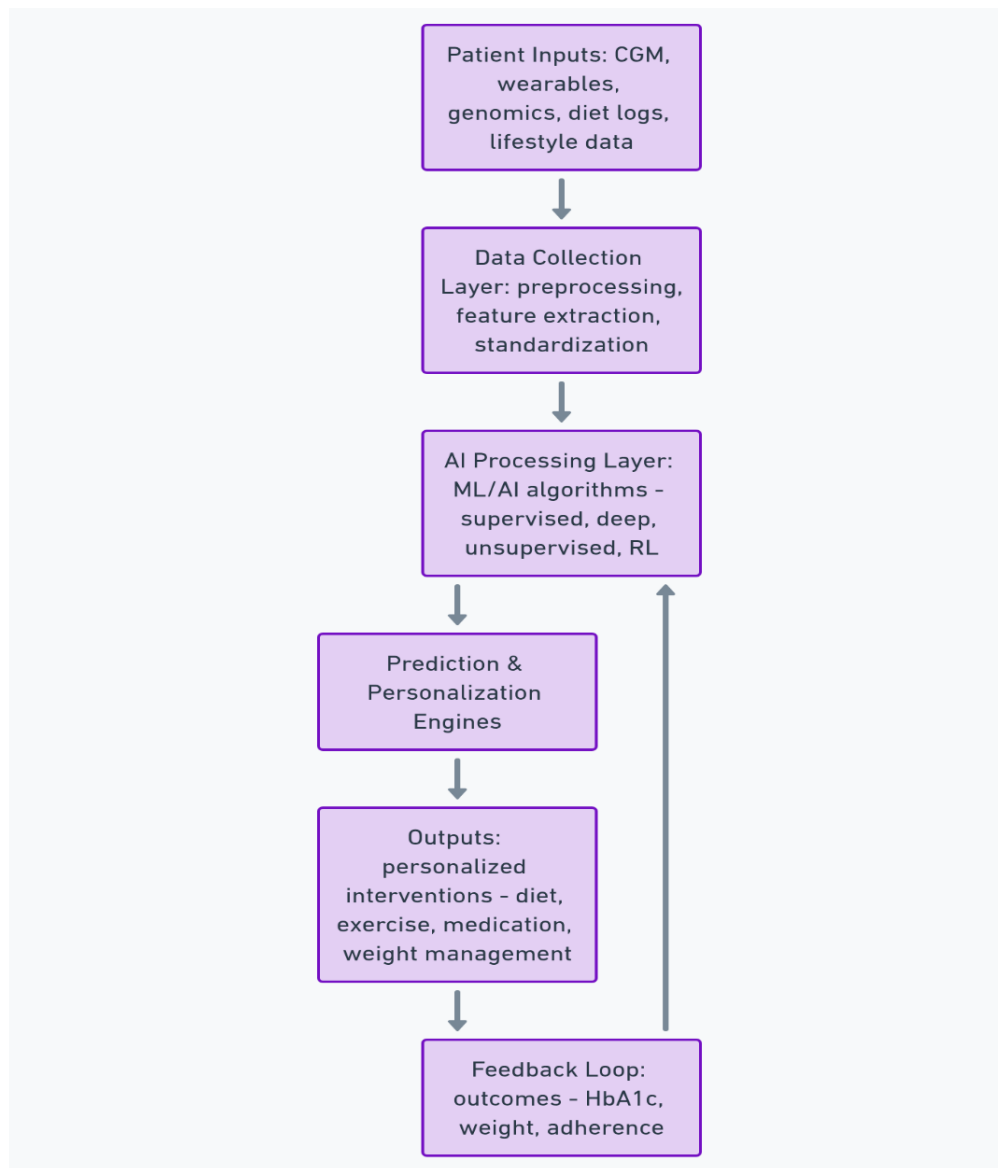 Patient Inputs: CGM,
wearables,
genomics, diet logs,
lifestyle data
Data Collection
Layer: preprocessing,
feature extraction,
standardization
AI Processing Layer:
ML/AI algorithms -
supervised, deep,
unsupervised, RL
Prediction &
Personalization
Engines
Outputs:
personalized
interventions - diet,
exercise, medication,
weight management
Feedback Loop:
outcomes - HbA1c,
weight, adherence